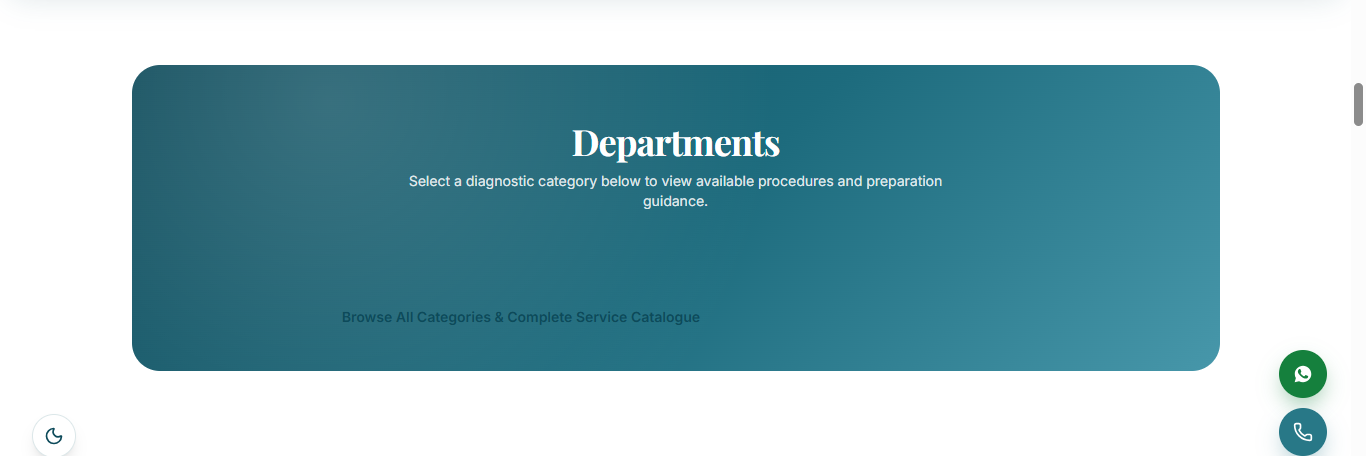 Departments
Select a diagnostic category below to view available procedures and preparation
guidance.
Browse All Categories & Complete Service Catalogue